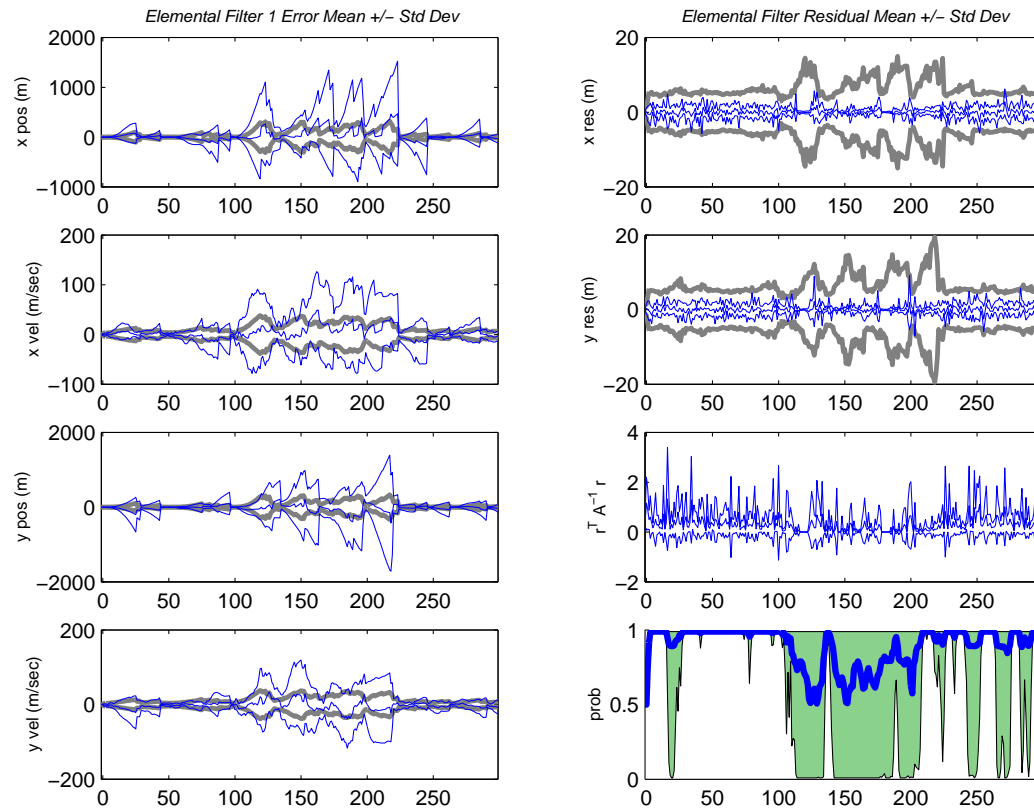 Elemental Filter 1 Error Mean +/− Std Dev
2000
1000
0
−1000
x pos (m)
0 50 100 150 200 250
200
100
0
−100
x vel (m/sec)
0 50 100 150 200 250
2000
0
−2000
y pos (m)
0 50 100 150 200 250
200
0
−200
y vel (m/sec)
0 50 100 150 200 250
Elemental Filter Residual Mean +/− Std Dev
20
0
−20
x res (m)
0 50 100 150 200 250
20
0
−20
y res (m)
0 50 100 150 200 250
4
2
0
−2
r^T A^−1 r
0 50 100 150 200 250
1
0.5
0
prob
0 50 100 150 200 250